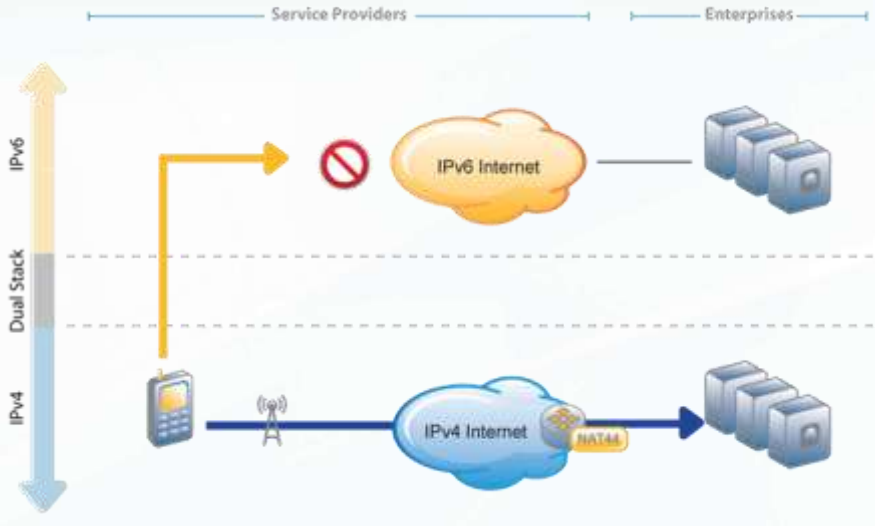 Service Providers
Enterprises
IPv6
IPv6 Internet
Dual Stack
IPv4
IPv4 Internet
NAT44